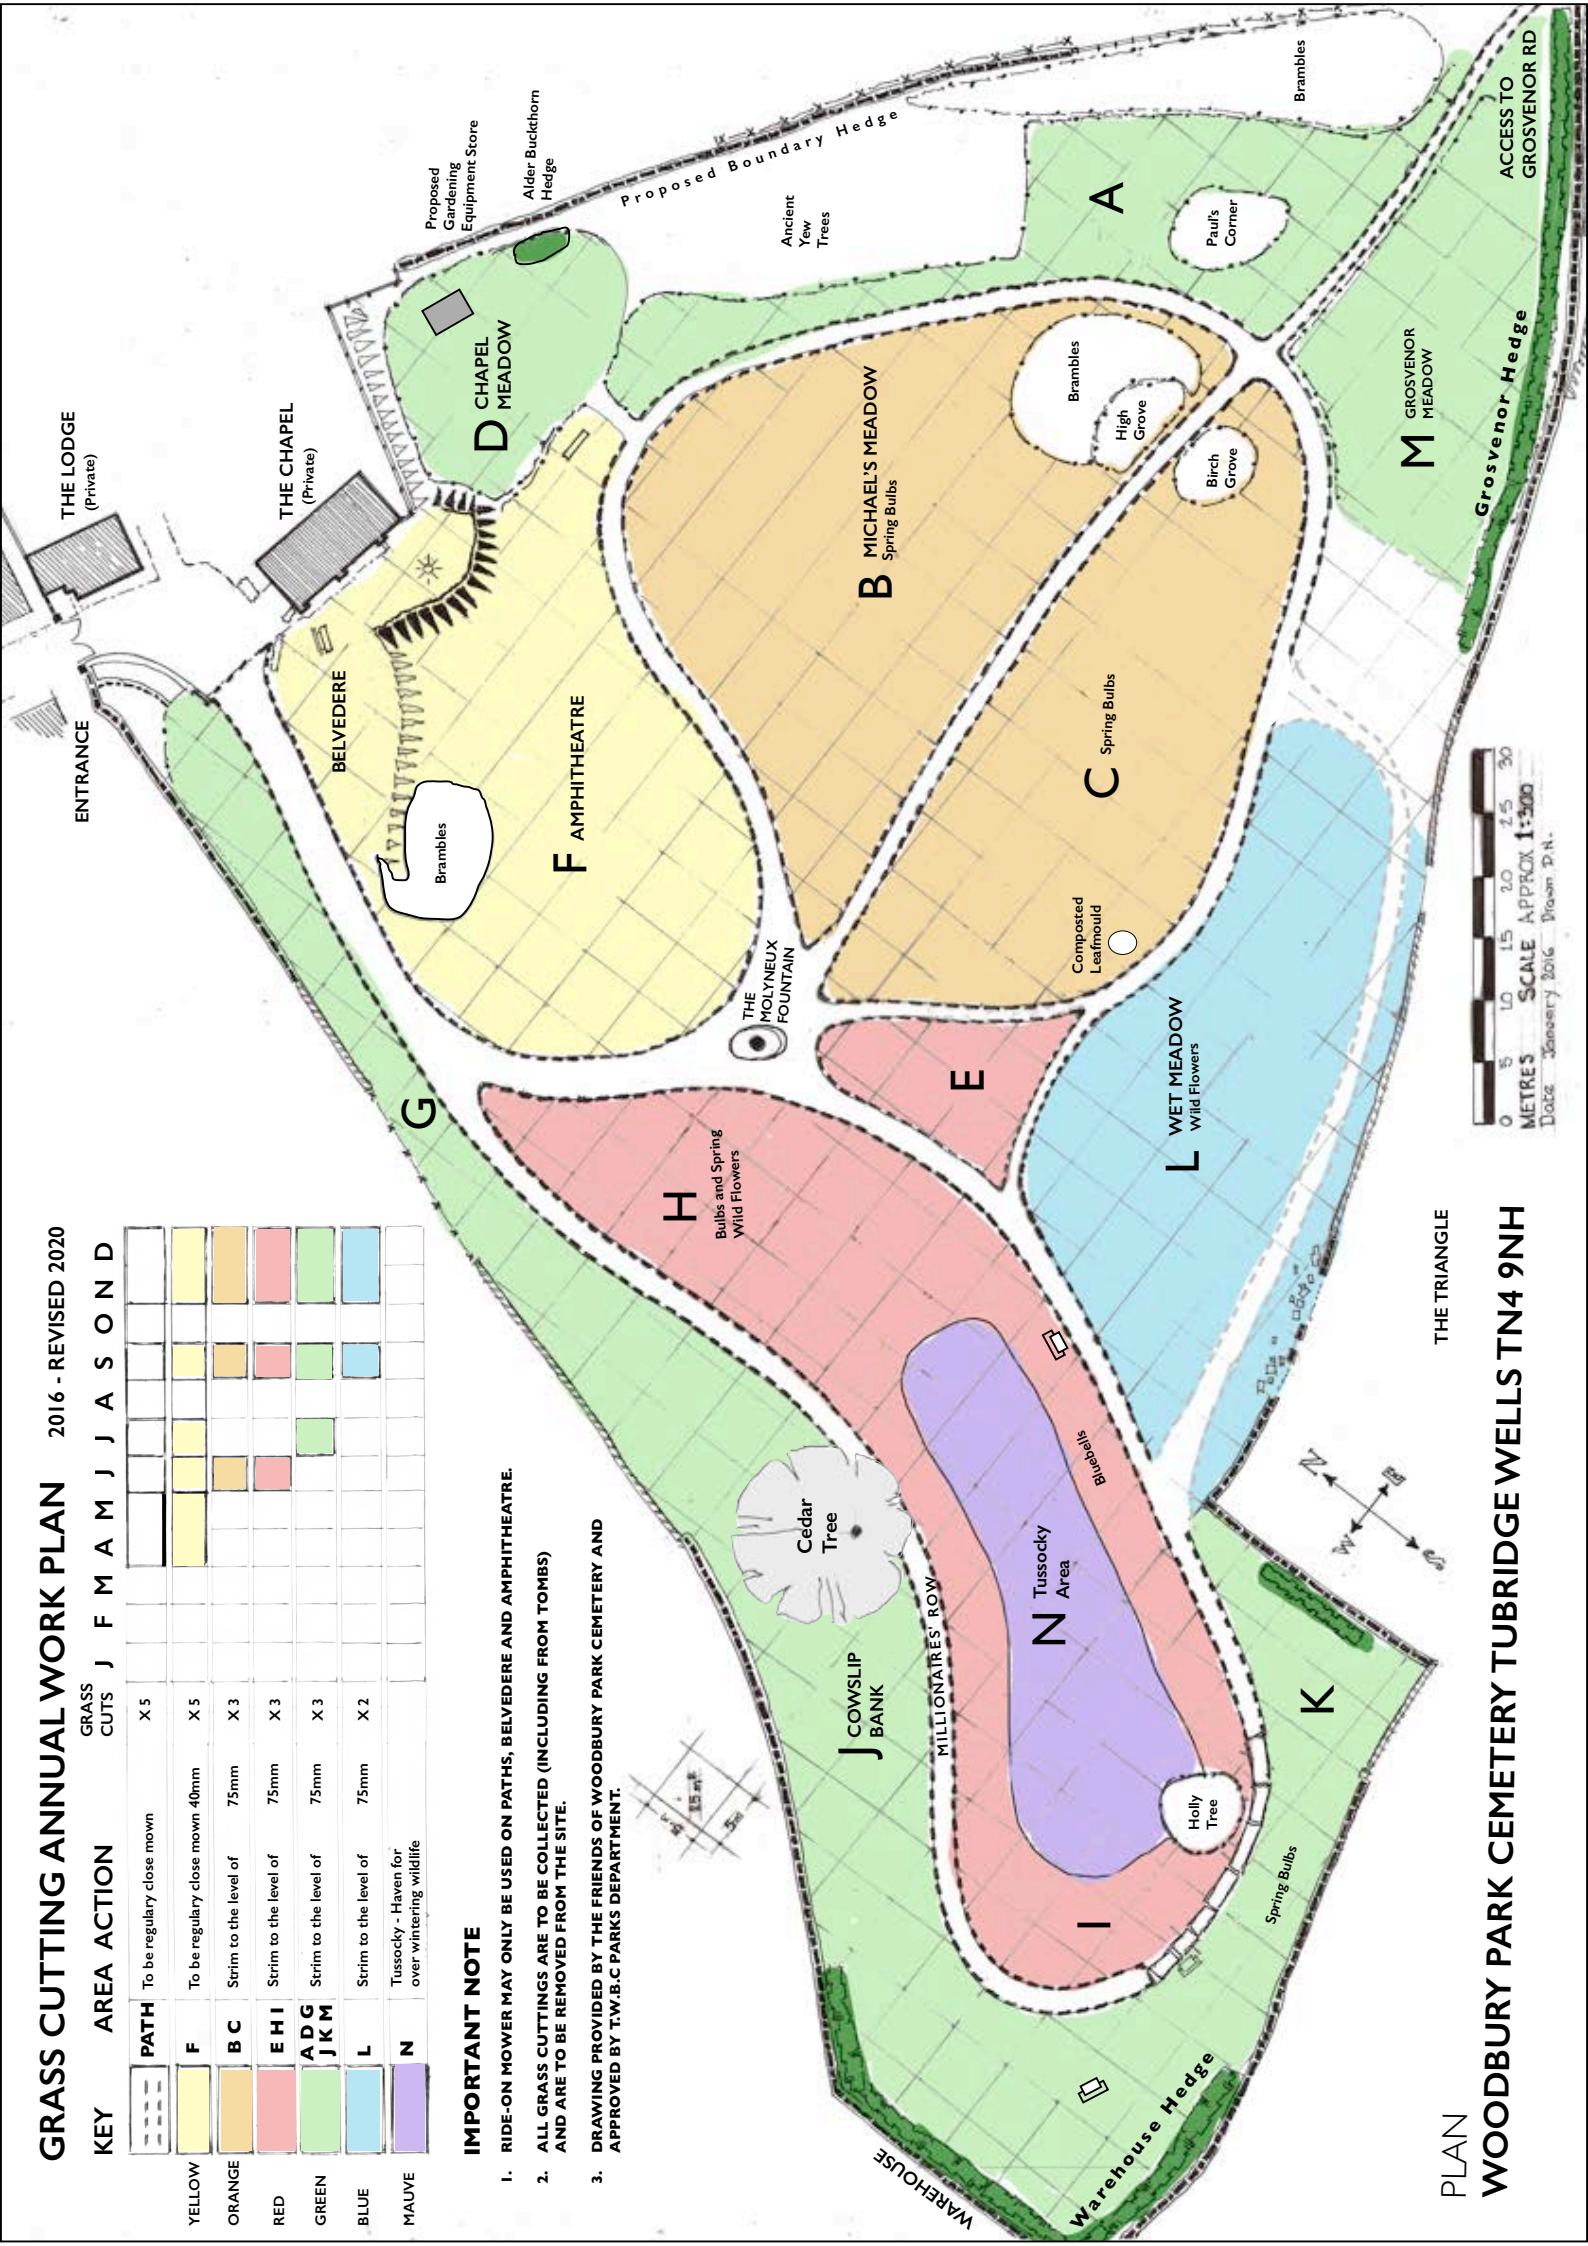 GRASS CUTTING ANNUAL WORK PLAN 2016 - REVISED 2020
KEY AREA ACTION GRASS CUTS J F M A M J J A S O N D
PATH To be regulary close mown X 5
YELLOW F To be regulary close mown 40mm X 5
ORANGE B C Strim to the level of 75mm X 3
RED E H I Strim to the level of 75mm X 3
GREEN A D G J K M Strim to the level of 75mm X 3
BLUE L Strim to the level of 75mm X 2
MAUVE N Tussocky - Haven for
over wintering wildlife
IMPORTANT NOTE
1. RIDE-ON MOWER MAY ONLY BE USED ON PATHS, BELVEDERE AND AMPHITHEATRE.
2. ALL GRASS CUTTINGS ARE TO BE COLLECTED (INCLUDING FROM TOMBS)
AND ARE TO BE REMOVED FROM THE SITE.
3. DRAWING PROVIDED BY THE FRIENDS OF WOODBURY PARK CEMETERY AND
APPROVED BY T.W.B.C PARKS DEPARTMENT.
ENTRANCE
THE LODGE
(Private)
THE CHAPEL
(Private)
BELVEDERE
Brambles
F AMPHITHEATRE
D CHAPEL
MEADOW
Proposed
Gardening
Equipment Store
Alder Buckthorn
Hedge
Proposed Boundary Hedge
Ancient
Yew
Trees
Brambles
A
Paul's
Corner
ACCESS TO
GROSVENOR RD
B MICHAEL'S MEADOW
Spring Bulbs
Brambles
High
Grove
Birch
Grove
M GROSVENOR
MEADOW
Grosvenor Hedge
C Spring Bulbs
Composted
Leafmould
THE
MOLYNEUX
FOUNTAIN
G
H
Bulbs and Spring
Wild Flowers
E
L WET MEADOW
Wild Flowers
Cedar
Tree
J COWSLIP
BANK
MILLIONAIRES' ROW
N Tussocky
Area
Bluebells
Holly
Tree
I
K
Spring Bulbs
WAREHOUSE
Warehouse Hedge
THE TRIANGLE
N
E
S
W
0 5 10 15 20 25 30
METRES SCALE APPROX 1:300
Date January 2016 Drawn D.N.
PLAN
WOODBURY PARK CEMETERY TUBRIDGE WELLS TN4 9NH